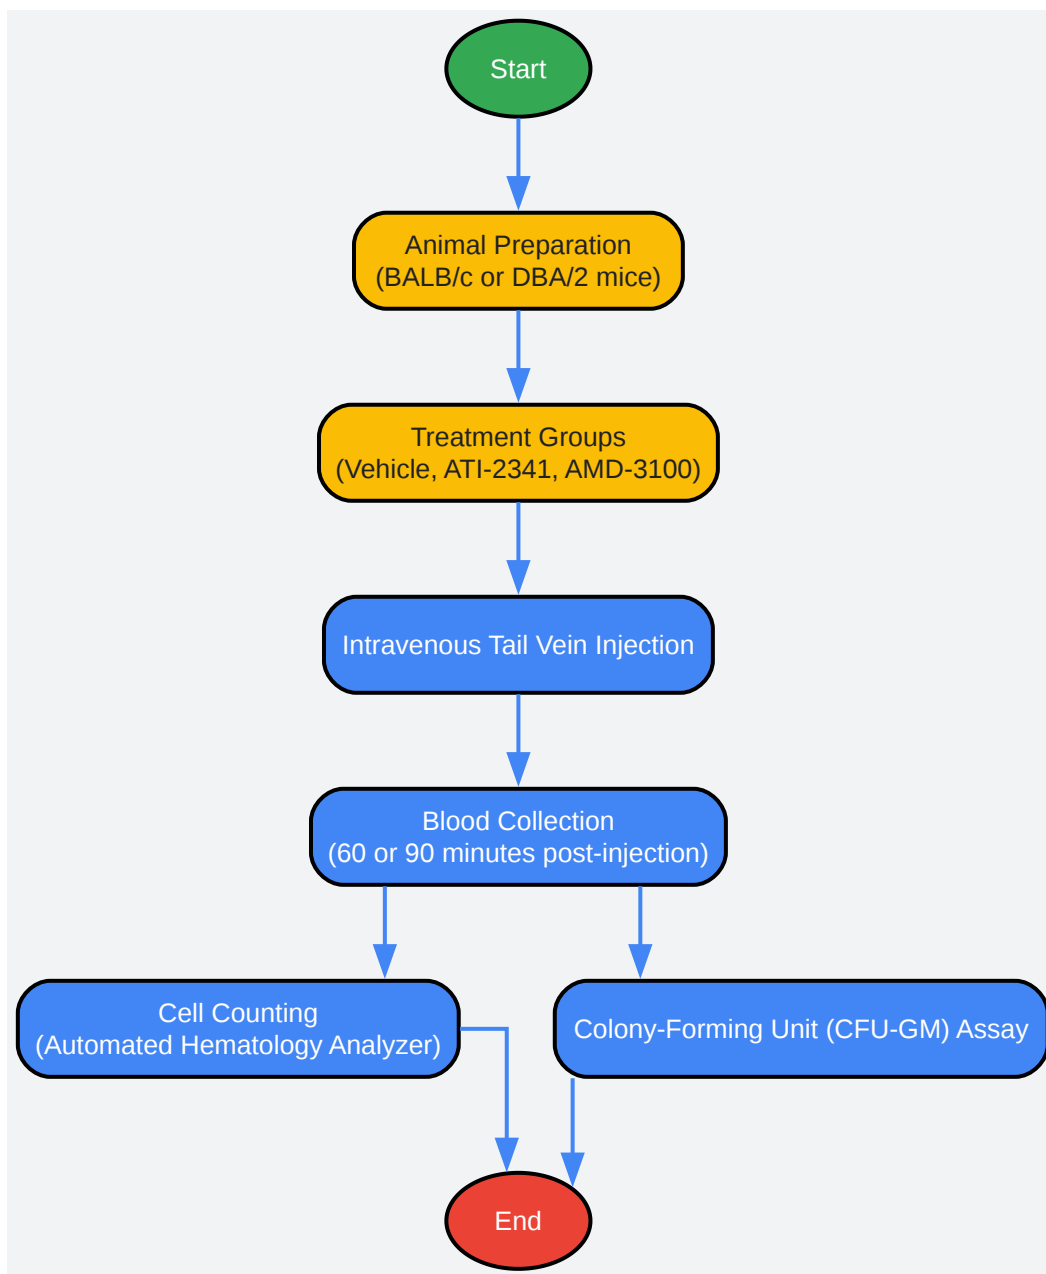 Start
Animal Preparation
(BALB/c or DBA/2 mice)
Treatment Groups
(Vehicle, ATI-2341, AMD-3100)
Intravenous Tail Vein Injection
Blood Collection
(60 or 90 minutes post-injection)
Cell Counting
(Automated Hematology Analyzer)
Colony-Forming Unit (CFU-GM) Assay
End